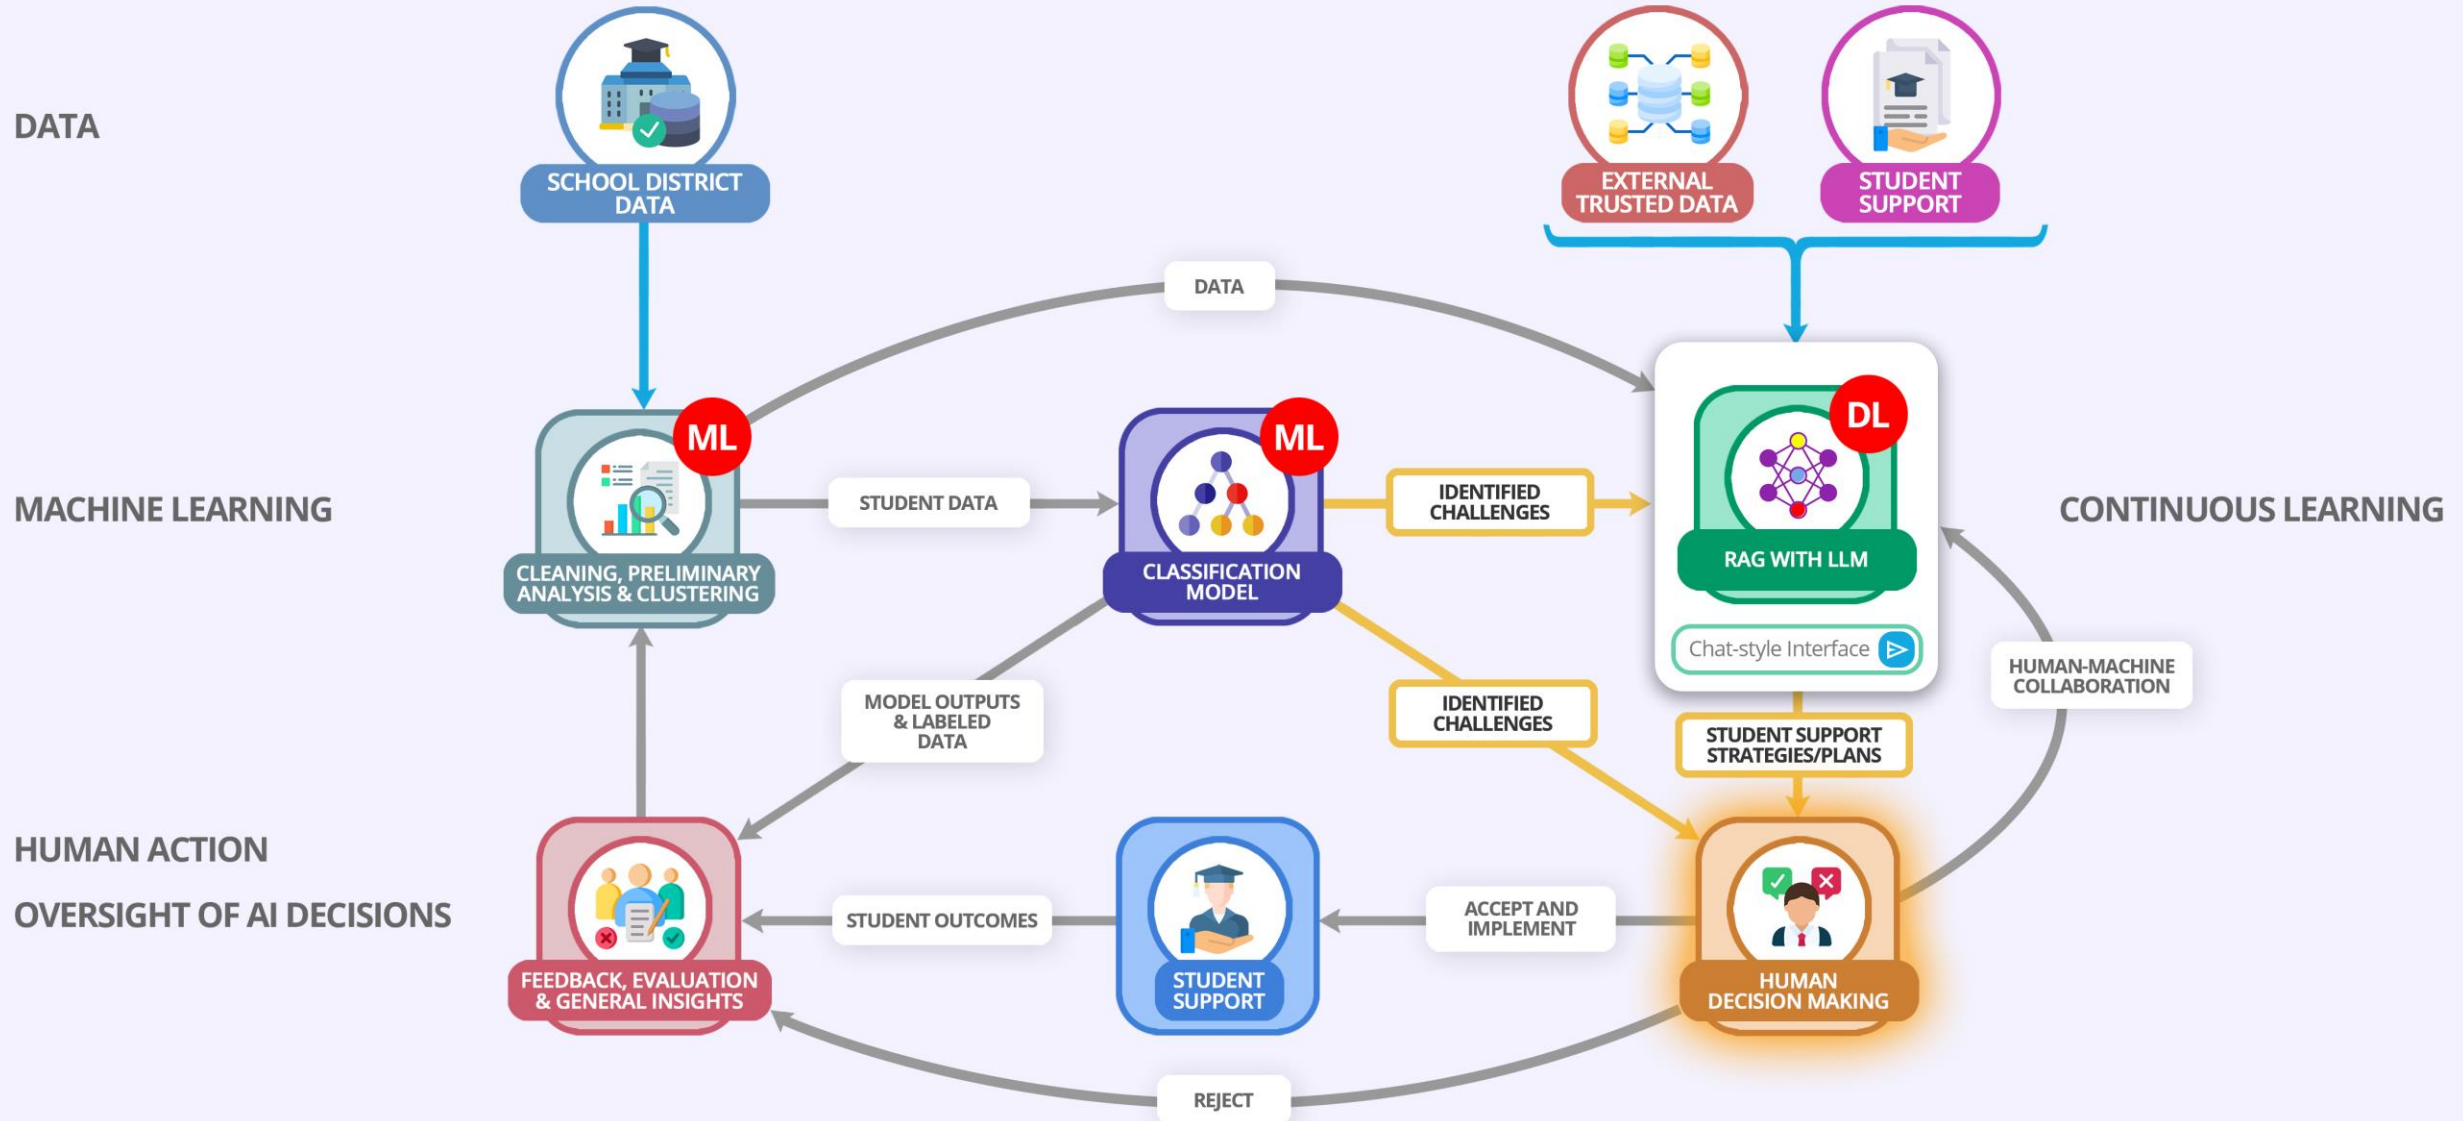 DATA
SCHOOL DISTRICT
DATA
EXTERNAL
TRUSTED DATA
STUDENT
SUPPORT
DATA
MACHINE LEARNING
ML
STUDENT DATA
ML
IDENTIFIED
CHALLENGES
DL
CONTINUOUS LEARNING
CLEANING, PRELIMINARY
ANALYSIS & CLUSTERING
CLASSIFICATION
MODEL
RAG WITH LLM
Chat-style Interface
HUMAN-MACHINE
COLLABORATION
MODEL OUTPUTS
& LABELED
DATA
IDENTIFIED
CHALLENGES
STUDENT SUPPORT
STRATEGIES/PLANS
HUMAN ACTION
OVERSIGHT OF AI DECISIONS
STUDENT OUTCOMES
ACCEPT AND
IMPLEMENT
FEEDBACK, EVALUATION
& GENERAL INSIGHTS
STUDENT
SUPPORT
HUMAN
DECISION MAKING
REJECT